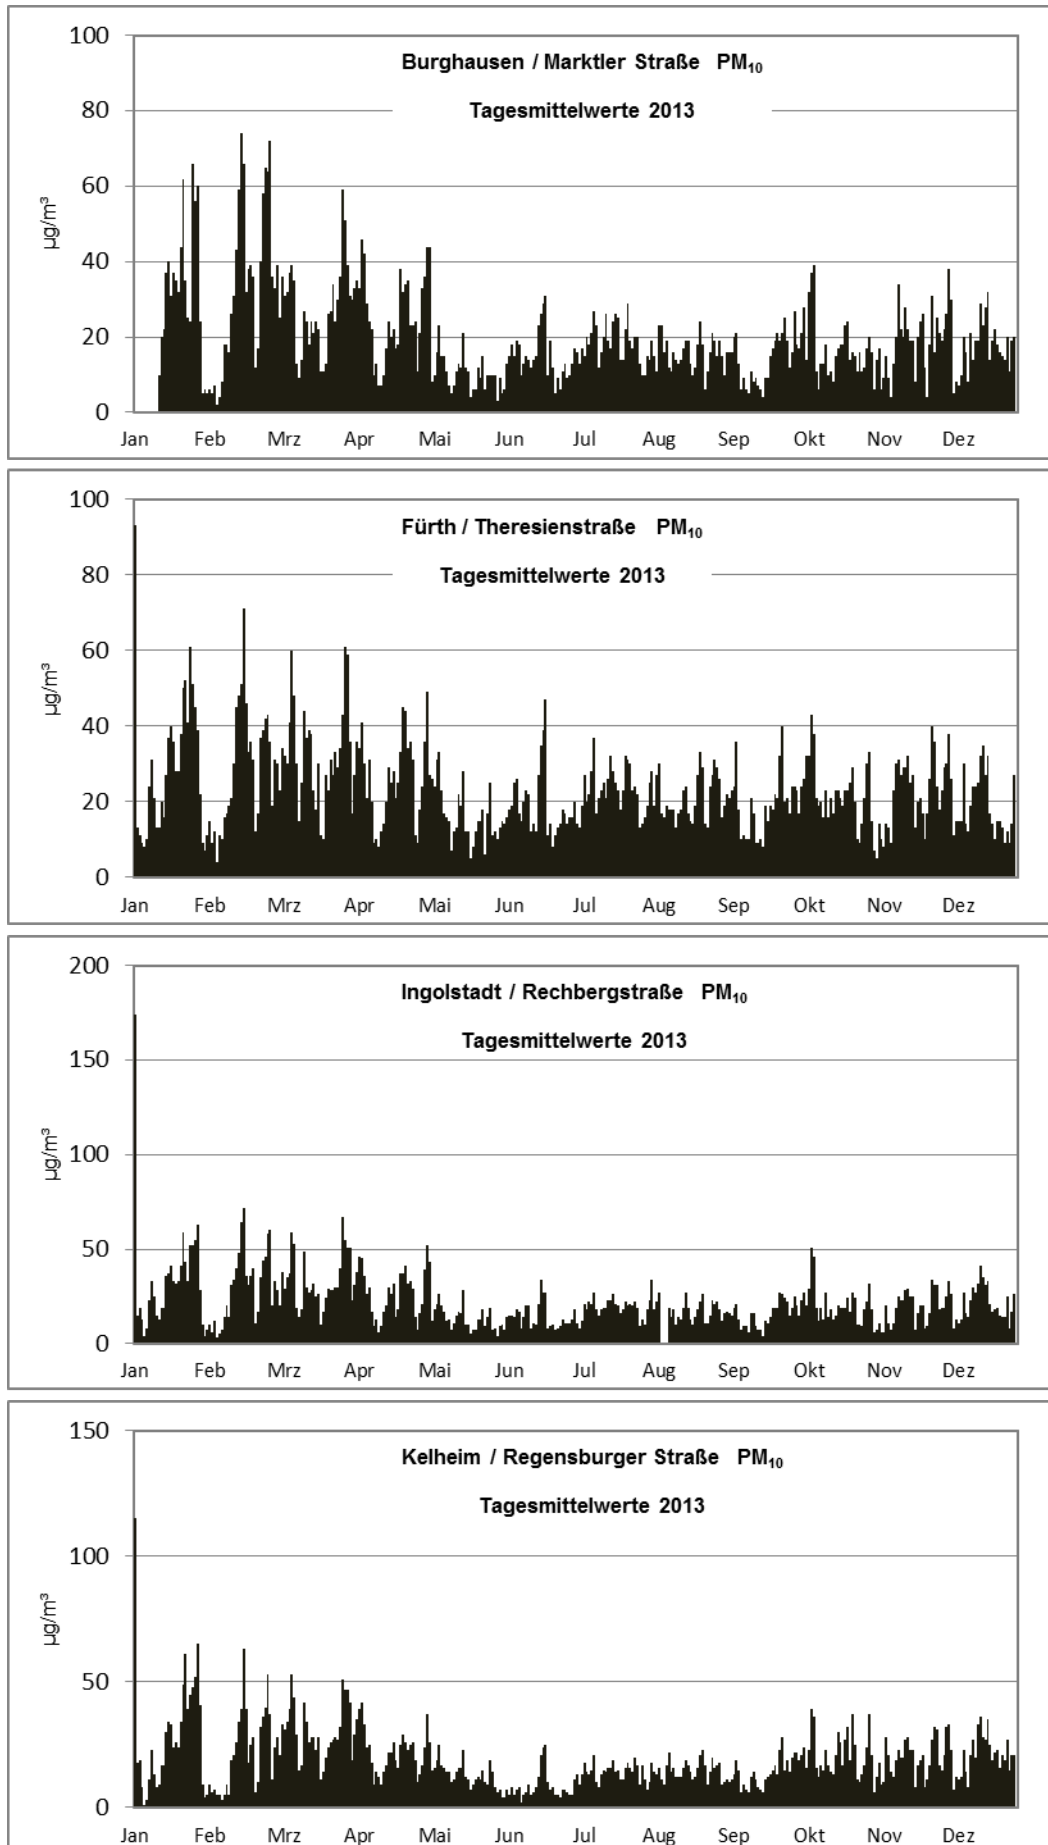 100
Burghausen / Marktler Straße PM₁₀
80
Tagesmittelwerte 2013
60
µg/m³
40
20
0
Jan Feb Mrz Apr Mai Jun Jul Aug Sep Okt Nov Dez
100
Fürth / Theresienstraße PM₁₀
80
Tagesmittelwerte 2013
60
µg/m³
40
20
0
Jan Feb Mrz Apr Mai Jun Jul Aug Sep Okt Nov Dez
200
Ingolstadt / Rechbergstraße PM₁₀
Tagesmittelwerte 2013
150
µg/m³
100
50
0
Jan Feb Mrz Apr Mai Jun Jul Aug Sep Okt Nov Dez
150
Kelheim / Regensburger Straße PM₁₀
Tagesmittelwerte 2013
100
µg/m³
50
0
Jan Feb Mrz Apr Mai Jun Jul Aug Sep Okt Nov Dez